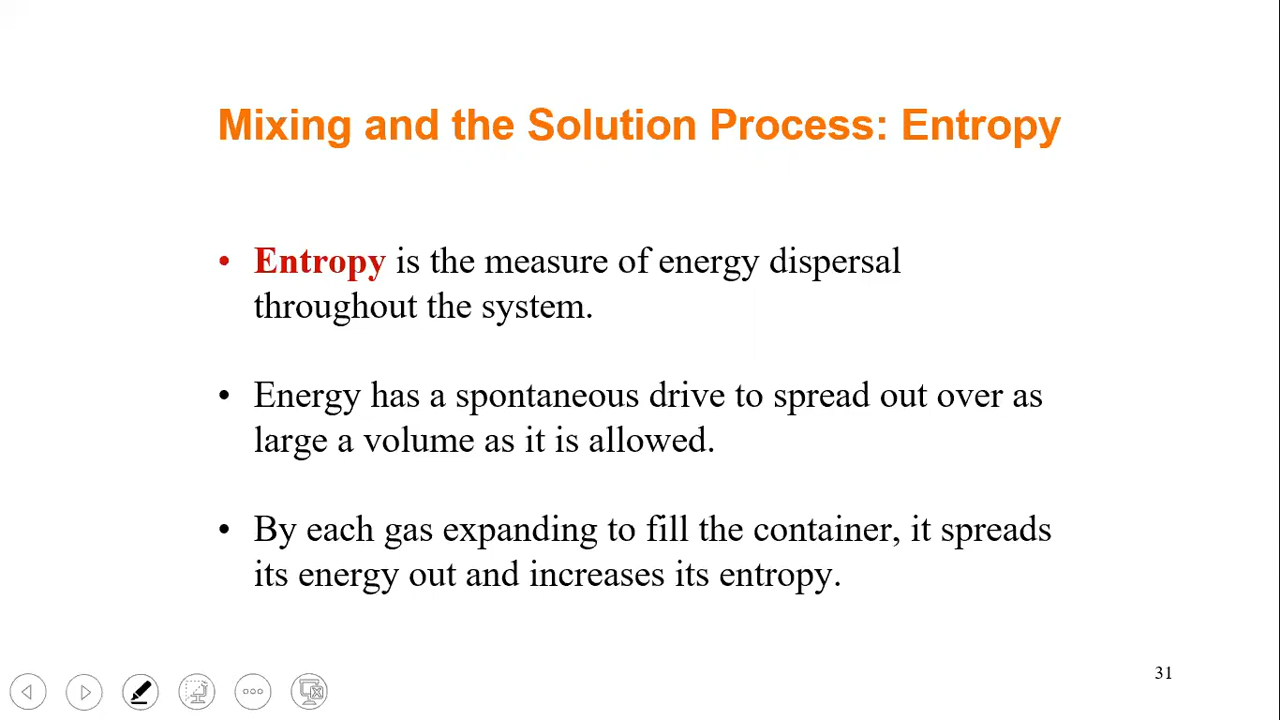 Mixing and the Solution Process: Entropy
• Entropy is the measure of energy dispersal
throughout the system.
• Energy has a spontaneous drive to spread out over as
large a volume as it is allowed.
• By each gas expanding to fill the container, it spreads
its energy out and increases its entropy.
31